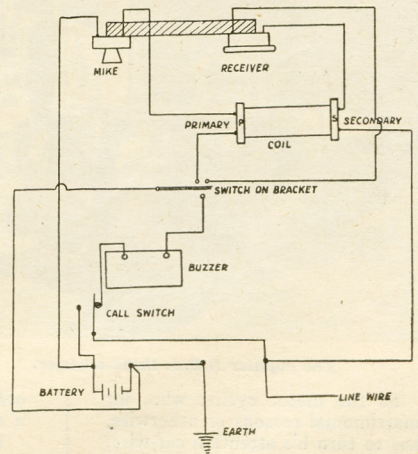 MIKE
RECEIVER
PRIMARY
P
S
SECONDARY
COIL
SWITCH ON BRACKET
BUZZER
CALL SWITCH
BATTERY
LINE WIRE
EARTH